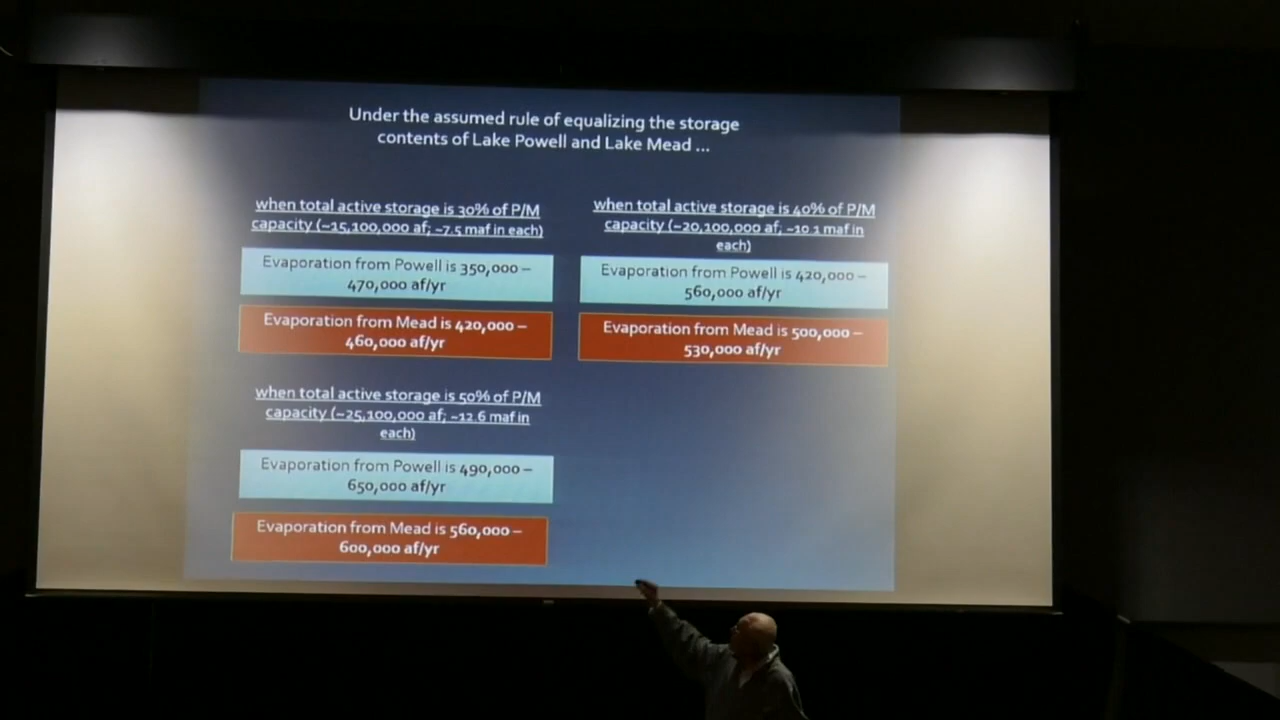 Under the assumed rule of equalizing the storage
contents of Lake Powell and Lake Mead ...
when total active storage is 30% of P/M
capacity (~15,100,000 af; ~7.5 maf in each)
Evaporation from Powell is 350,000 –
470,000 af/yr
Evaporation from Mead is 420,000 –
460,000 af/yr
when total active storage is 40% of P/M
capacity (~20,100,000 af; ~10.1 maf in
each)
Evaporation from Powell is 420,000 –
560,000 af/yr
Evaporation from Mead is 500,000 –
530,000 af/yr
when total active storage is 50% of P/M
capacity (~25,100,000 af; ~12.6 maf in
each)
Evaporation from Powell is 490,000 –
650,000 af/yr
Evaporation from Mead is 560,000 –
600,000 af/yr